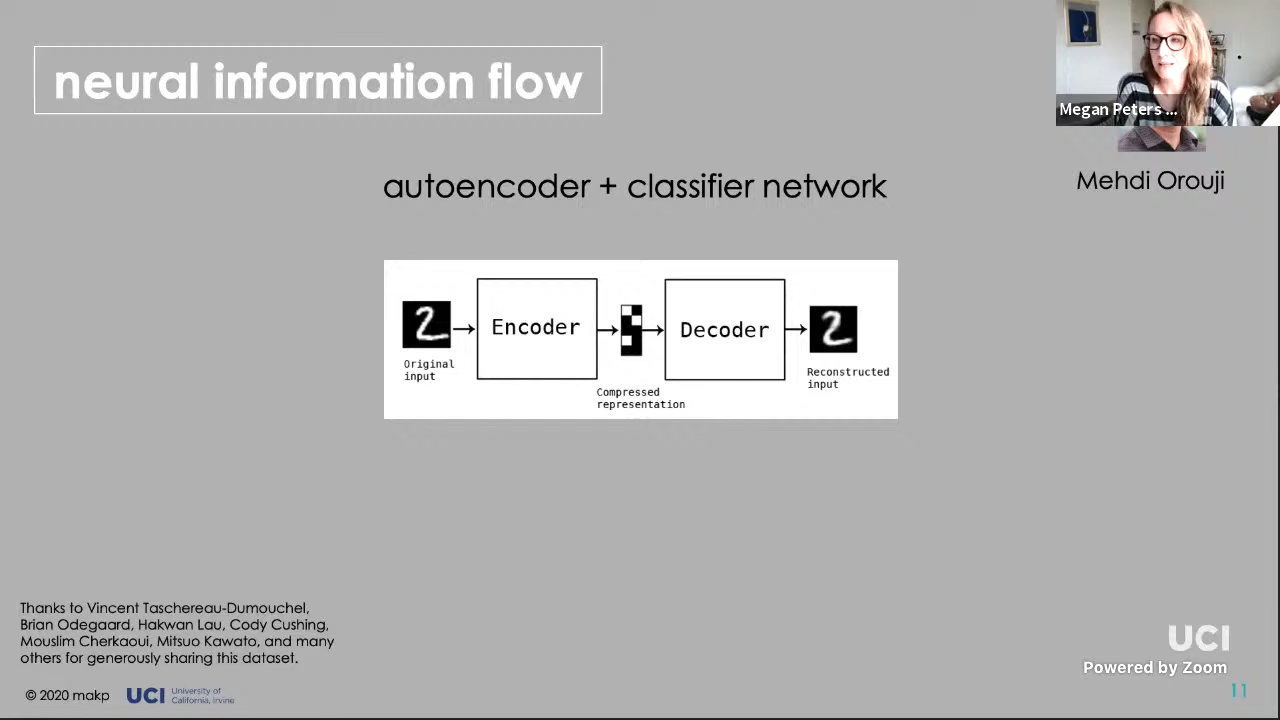 neural information flow
Megan Peters ...
autoencoder + classifier network
Mehdi Orouji
Encoder
Decoder
Original
input
Compressed
representation
Reconstructed
input
Thanks to Vincent Taschereau-Dumouchel,
Brian Odegaard, Hakwan Lau, Cody Cushing,
Mouslim Cherkaoui, Mitsuo Kawato, and many
others for generously sharing this dataset.
© 2020 makp
UCI
University of
California, Irvine
UCI
Powered by Zoom
11